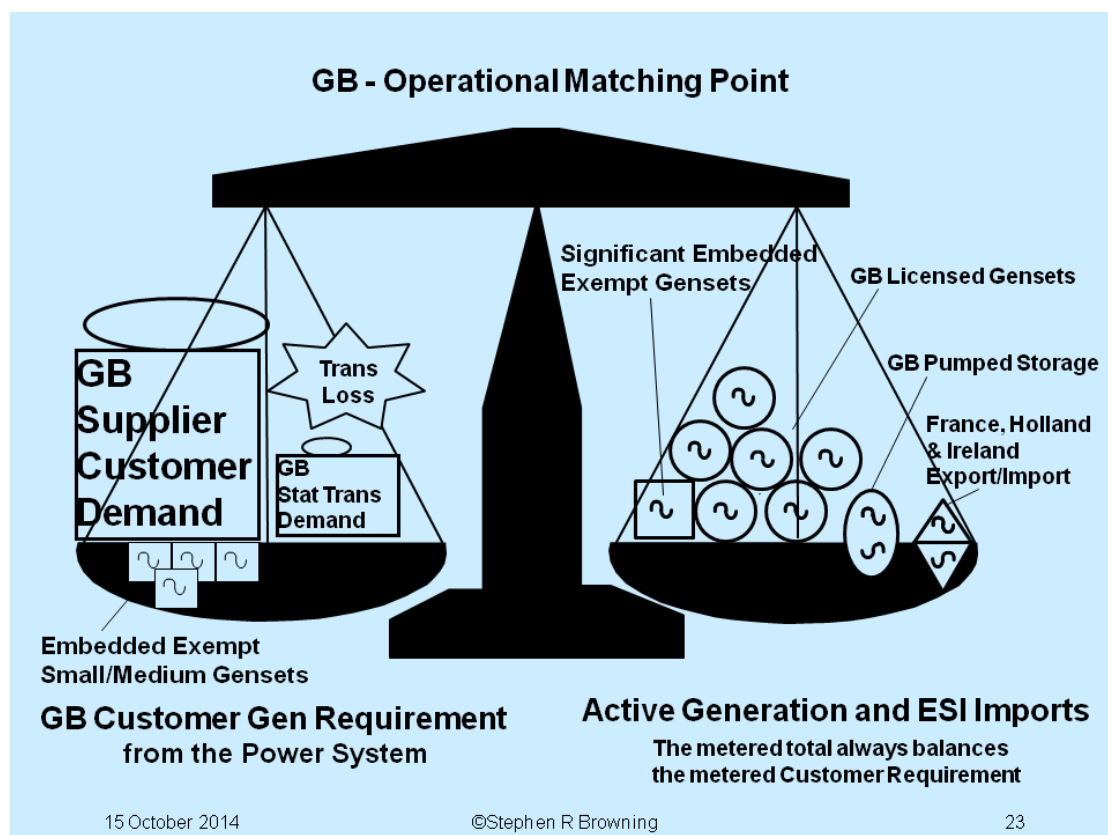 GB - Operational Matching Point
Significant Embedded
Exempt Gensets
GB Licensed Gensets
GB Pumped Storage
France, Holland
& Ireland
Export/Import
GB
Supplier
Customer
Demand
Trans
Loss
GB
Stat Trans
Demand
Embedded Exempt
Small/Medium Gensets
GB Customer Gen Requirement
from the Power System
Active Generation and ESI Imports
The metered total always balances
the metered Customer Requirement
15 October 2014
©Stephen R Browning
23